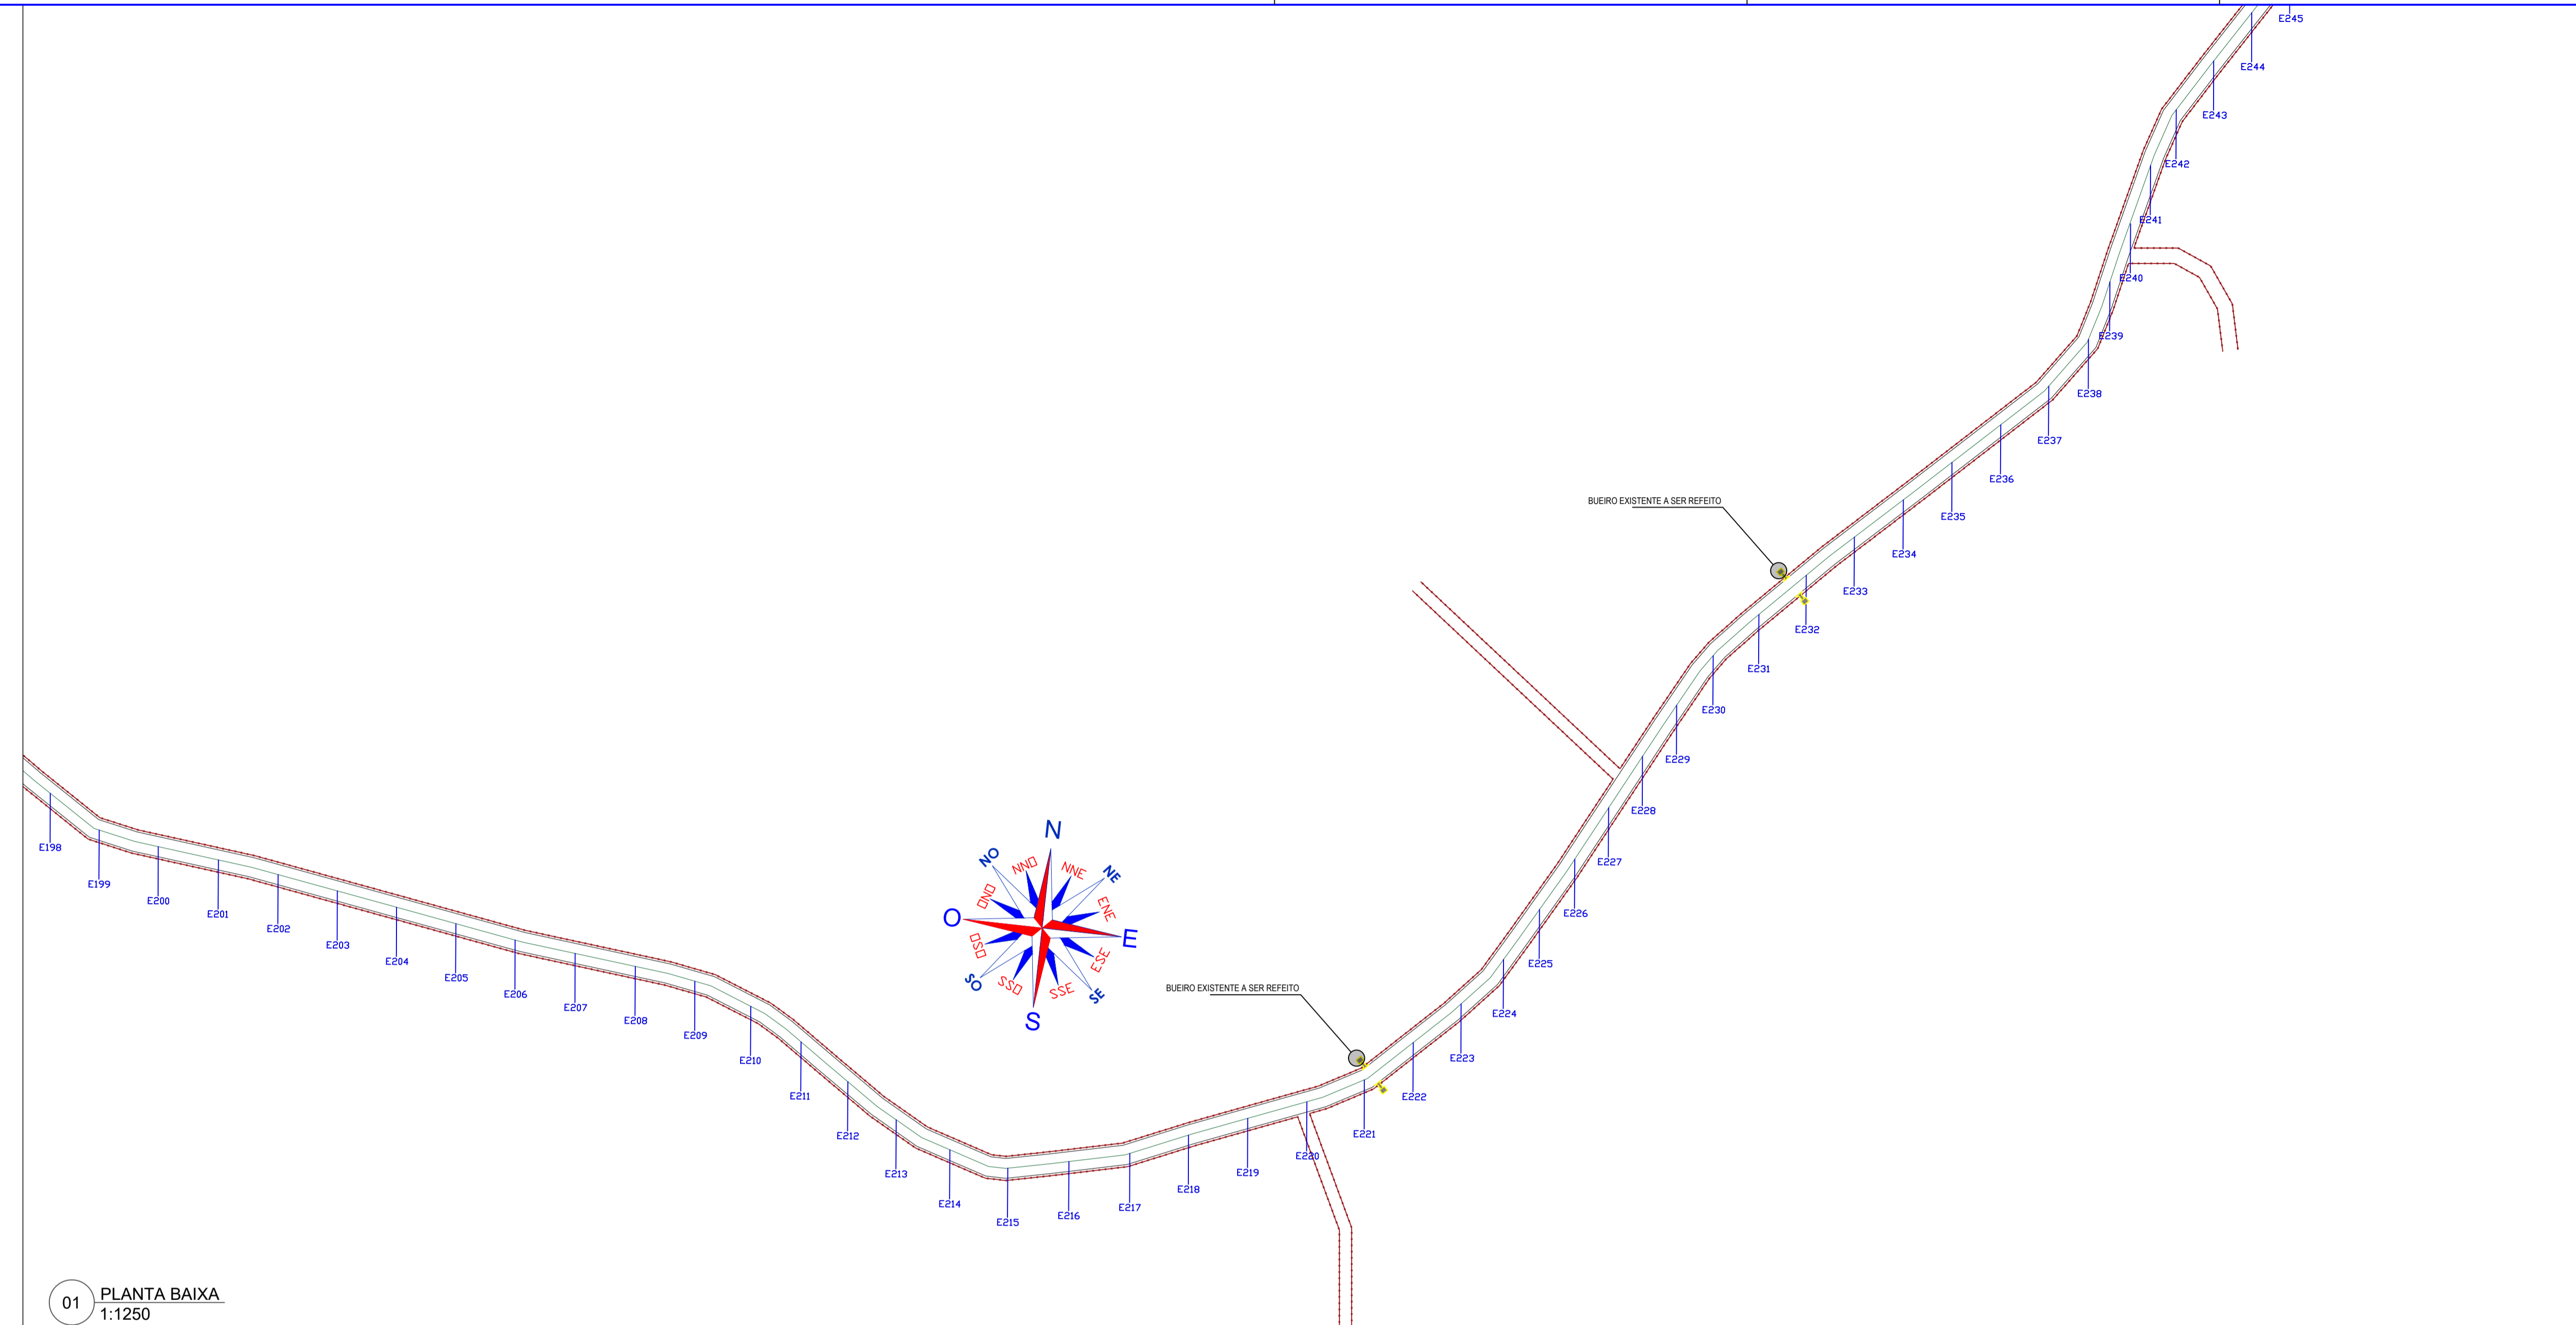 E245
E244
E243
E242
E241
E240
E239
E238
E237
E236
BUEIRO EXISTENTE A SER REFEITO
E235
E234
E233
E232
E231
E230
E229
E228
E227
E226
E225
E224
E223
E222
E221
E220
E219
E218
E217
E216
E215
E214
E213
E212
E211
E210
E209
E208
E207
E206
E205
E204
E203
E202
E201
E200
E199
E198
N
NNO
NNE
NO
NE
ONO
ENE
O
E
OSO
ESE
SO
SE
SSO
SSE
S
BUEIRO EXISTENTE A SER REFEITO
01
PLANTA BAIXA
1:1250